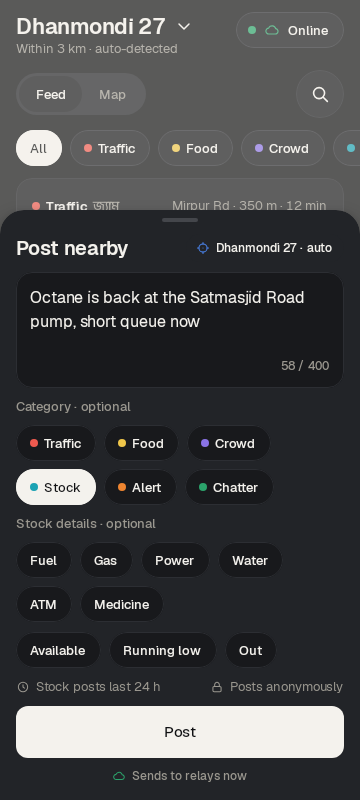 Dhanmondi 27
Within 3 km · auto-detected
Online
Feed
Map
All
Traffic
Food
Crowd
Traffic জ্যাম
Mirpur Rd · 350 m · 12 min
Post nearby
Dhanmondi 27 · auto
Octane is back at the Satmasjid Road
pump, short queue now
58 / 400
Category · optional
Traffic
Food
Crowd
Stock
Alert
Chatter
Stock details · optional
Fuel
Gas
Power
Water
ATM
Medicine
Available
Running low
Out
Stock posts last 24 h
Posts anonymously
Post
Sends to relays now